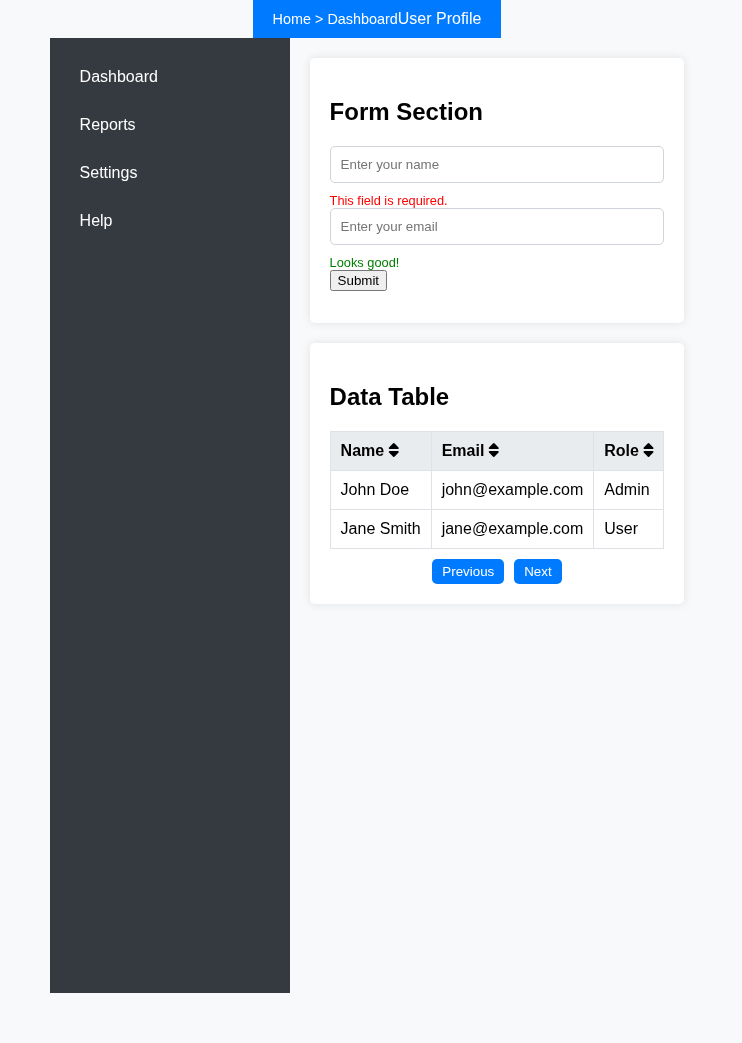 Home > DashboardUser Profile
Dashboard
Reports
Settings
Help
Form Section
Enter your name
This field is required.
Enter your email
Looks good!
Submit
Data Table
Name Email Role
John Doe john@example.com Admin
Jane Smith jane@example.com User
Previous Next